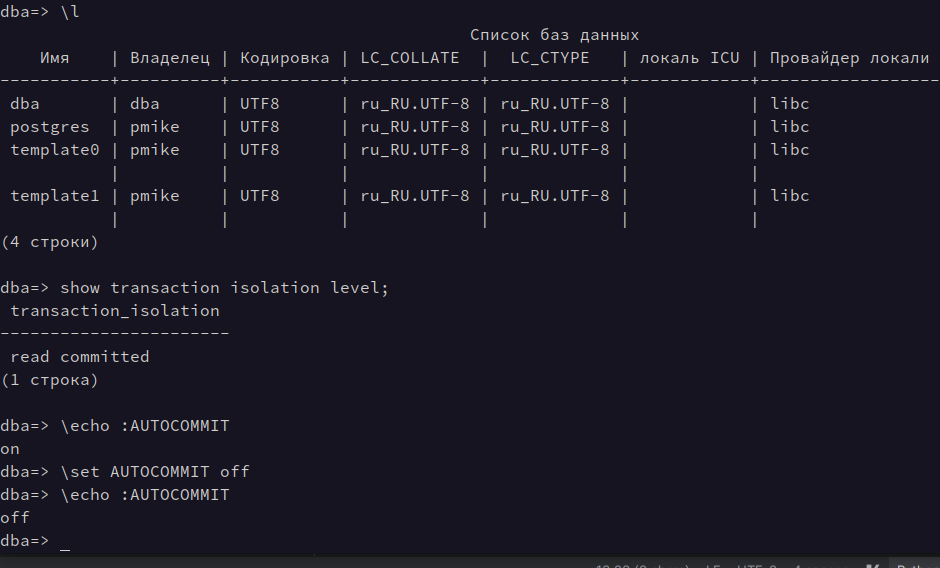 dba=> \l
Список баз данных
Имя | Владелец | Кодировка | LC_COLLATE | LC_CTYPE | локаль ICU | Провайдер локали
-----------+----------+-----------+-------------+-------------+------------+-----------------
dba | dba | UTF8 | ru_RU.UTF-8 | ru_RU.UTF-8 | | libc
postgres | pmike | UTF8 | ru_RU.UTF-8 | ru_RU.UTF-8 | | libc
template0 | pmike | UTF8 | ru_RU.UTF-8 | ru_RU.UTF-8 | | libc
| | | | | |
template1 | pmike | UTF8 | ru_RU.UTF-8 | ru_RU.UTF-8 | | libc
| | | | | |
(4 строки)
dba=> show transaction isolation level;
transaction_isolation
-----------------------
read committed
(1 строка)
dba=> \echo :AUTOCOMMIT
on
dba=> \set AUTOCOMMIT off
dba=> \echo :AUTOCOMMIT
off
dba=> _